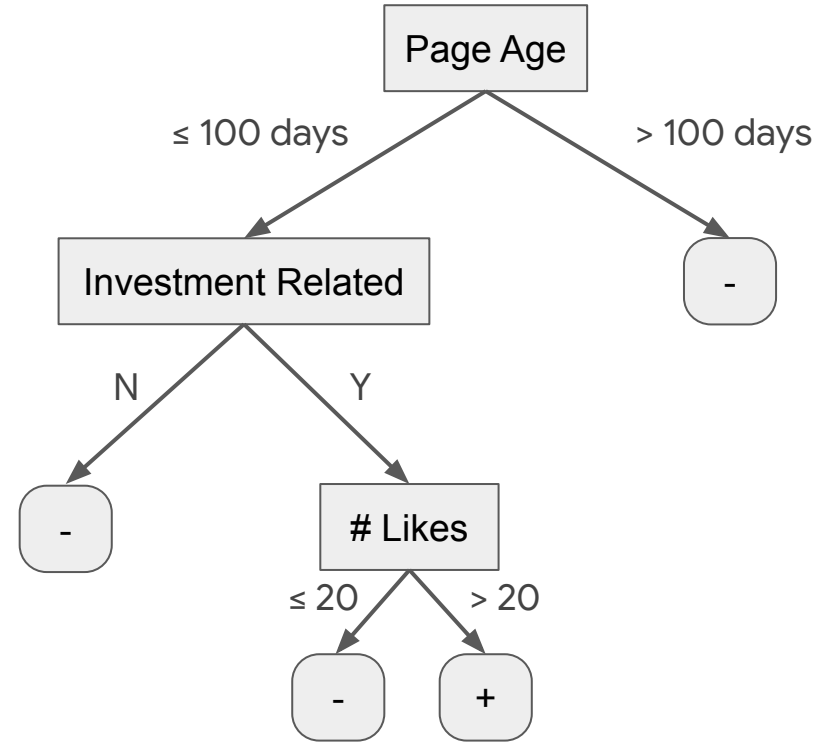 Page Age
≤ 100 days
> 100 days
Investment Related
-
N
Y
-
# Likes
≤ 20
> 20
-
+